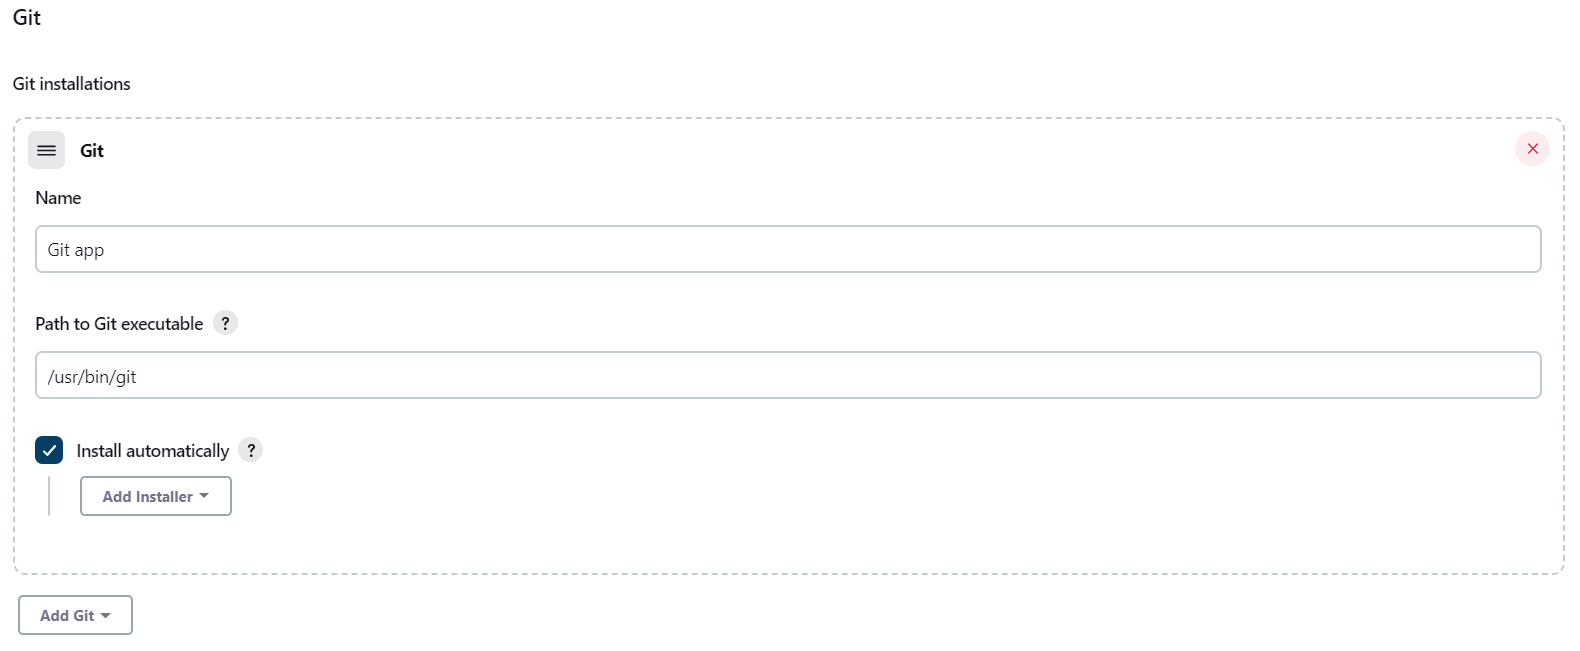 Git
Git installations
Git
Name
Git app
Path to Git executable ?
/usr/bin/git
Install automatically ?
Add Installer
Add Git